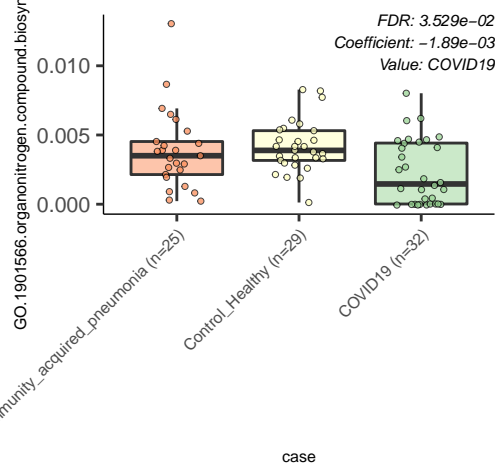 FDR: 3.529e−02
Coefficient: −1.89e−03
Value: COVID19
GO.1901566.organonitrogen.compound.biosyn
0.010
0.005
0.000
munity_acquired_pneumonia (n=25)
Control_Healthy (n=29)
COVID19 (n=32)
case